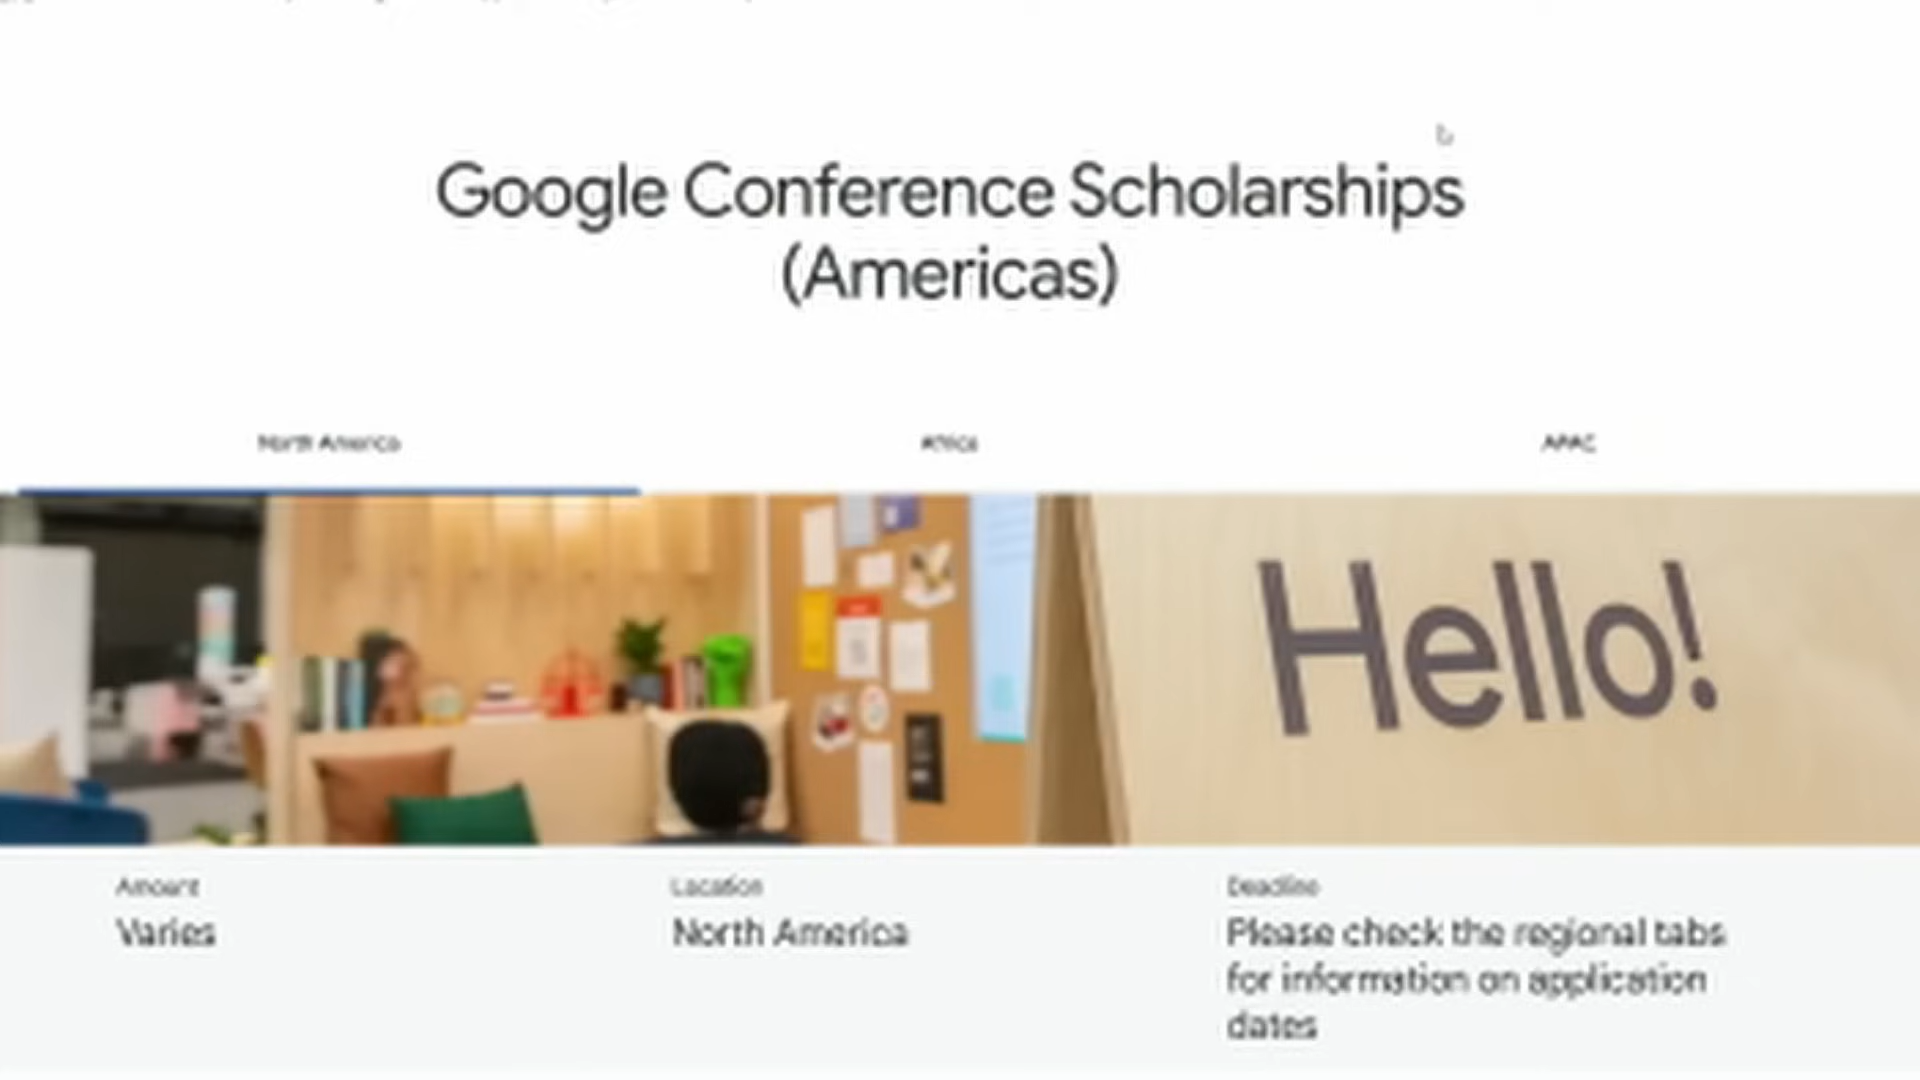 Google Conference Scholarships
(Americas)
North America
Africa
APAC
Hello!
Amount
Location
Deadline
Varies
North America
Please check the regional tabs
for information on application
dates